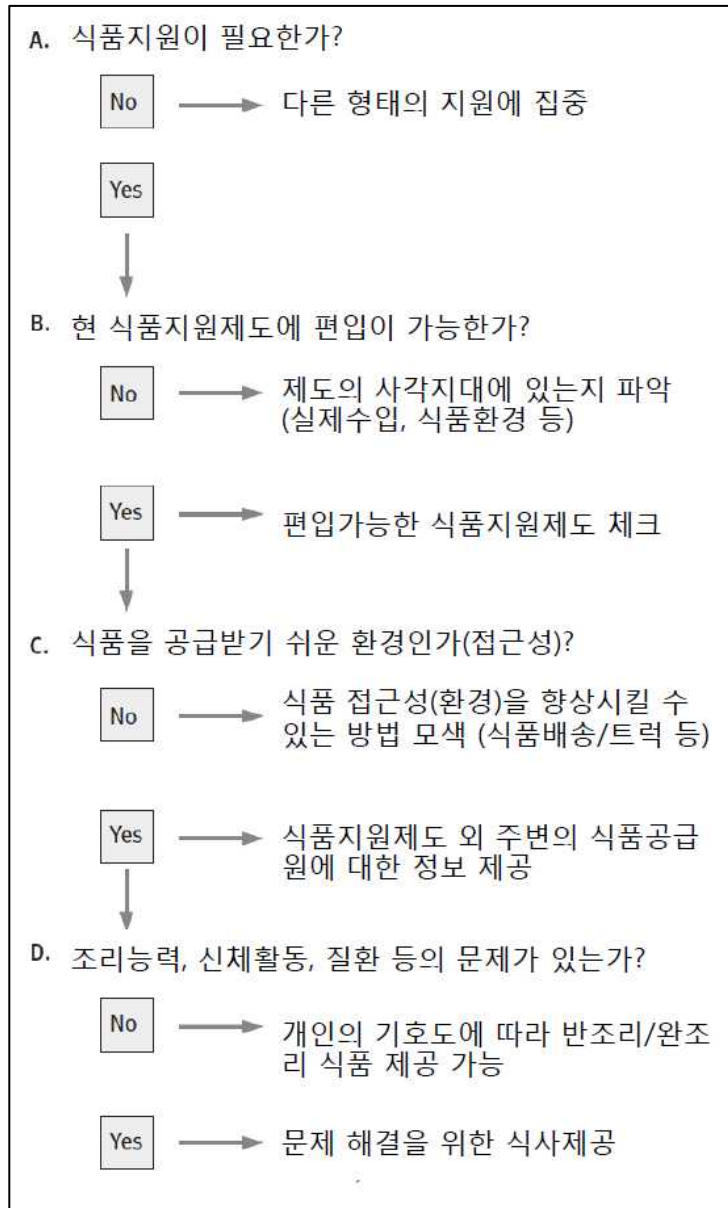 A. 식품지원이 필요한가?
No
다른 형태의 지원에 집중
Yes
B. 현 식품지원제도에 편입이 가능한가?
No
제도의 사각지대에 있는지 파악
(실제수입, 식품환경 등)
Yes
편입가능한 식품지원제도 체크
C. 식품을 공급받기 쉬운 환경인가(접근성)?
No
식품 접근성(환경)을 향상시킬 수
있는 방법 모색 (식품배송/트럭 등)
Yes
식품지원제도 외 주변의 식품공급
원에 대한 정보 제공
D. 조리능력, 신체활동, 질환 등의 문제가 있는가?
No
개인의 기호도에 따라 반조리/완조
리 식품 제공 가능
Yes
문제 해결을 위한 식사제공